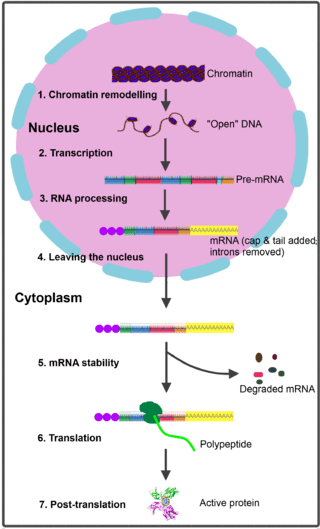 Chromatin
1. Chromatin remodelling
Nucleus
"Open" DNA
2. Transcription
Pre-mRNA
3. RNA processing
mRNA (cap & tail added;
introns removed)
4. Leaving the nucleus
Cytoplasm
5. mRNA stability
Degraded mRNA
6. Translation
Polypeptide
7. Post-translation
Active protein